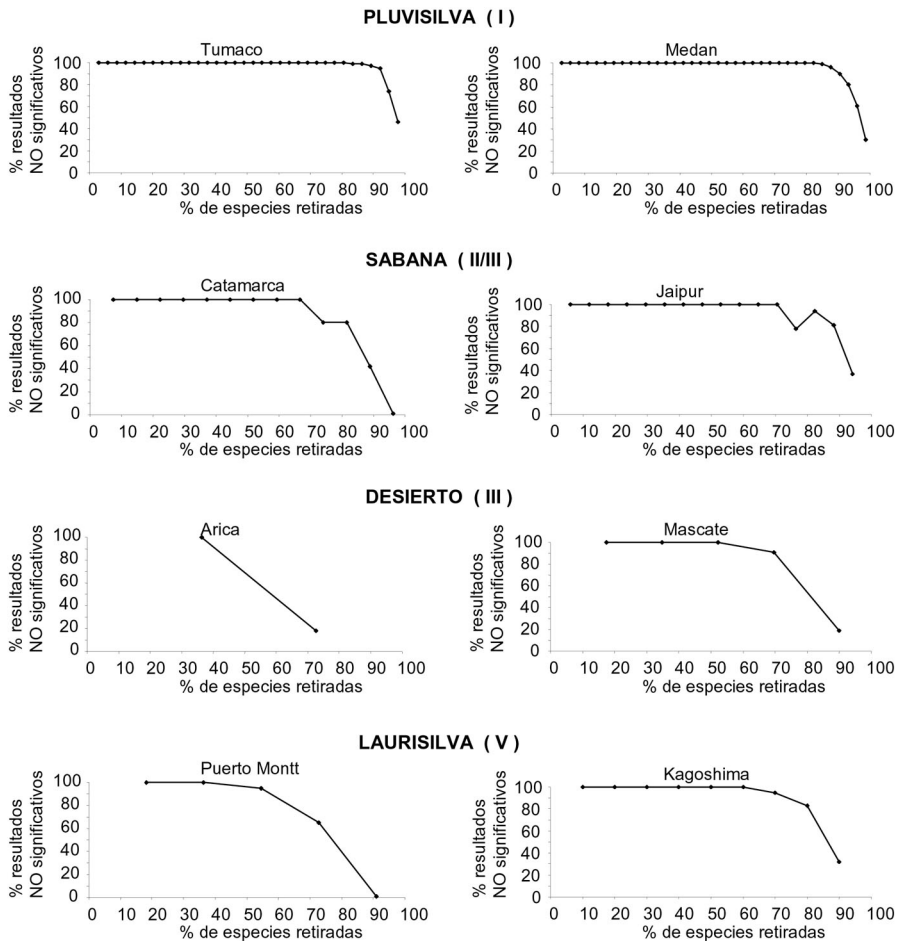 PLUVISILVA ( I )
Tumaco
% resultados
NO significativos
100
80
60
40
20
0
0 10 20 30 40 50 60 70 80 90 100
% de especies retiradas
Medan
% resultados
NO significativos
100
80
60
40
20
0
0 10 20 30 40 50 60 70 80 90 100
% de especies retiradas
SABANA ( II/III )
Catamarca
% resultados
NO significativos
100
80
60
40
20
0
0 10 20 30 40 50 60 70 80 90 100
% de especies retiradas
Jaipur
% resultados
NO significativos
100
80
60
40
20
0
0 10 20 30 40 50 60 70 80 90 100
% de especies retiradas
DESIERTO ( III )
Arica
% resultados
NO significativos
100
80
60
40
20
0
0 10 20 30 40 50 60 70 80 90 100
% de especies retiradas
Mascate
% resultados
NO significativos
100
80
60
40
20
0
0 10 20 30 40 50 60 70 80 90 100
% de especies retiradas
LAURISILVA ( V )
Puerto Montt
% resultados
NO significativos
100
80
60
40
20
0
0 10 20 30 40 50 60 70 80 90 100
% de especies retiradas
Kagoshima
% resultados
NO significativos
100
80
60
40
20
0
0 10 20 30 40 50 60 70 80 90 100
% de especies retiradas